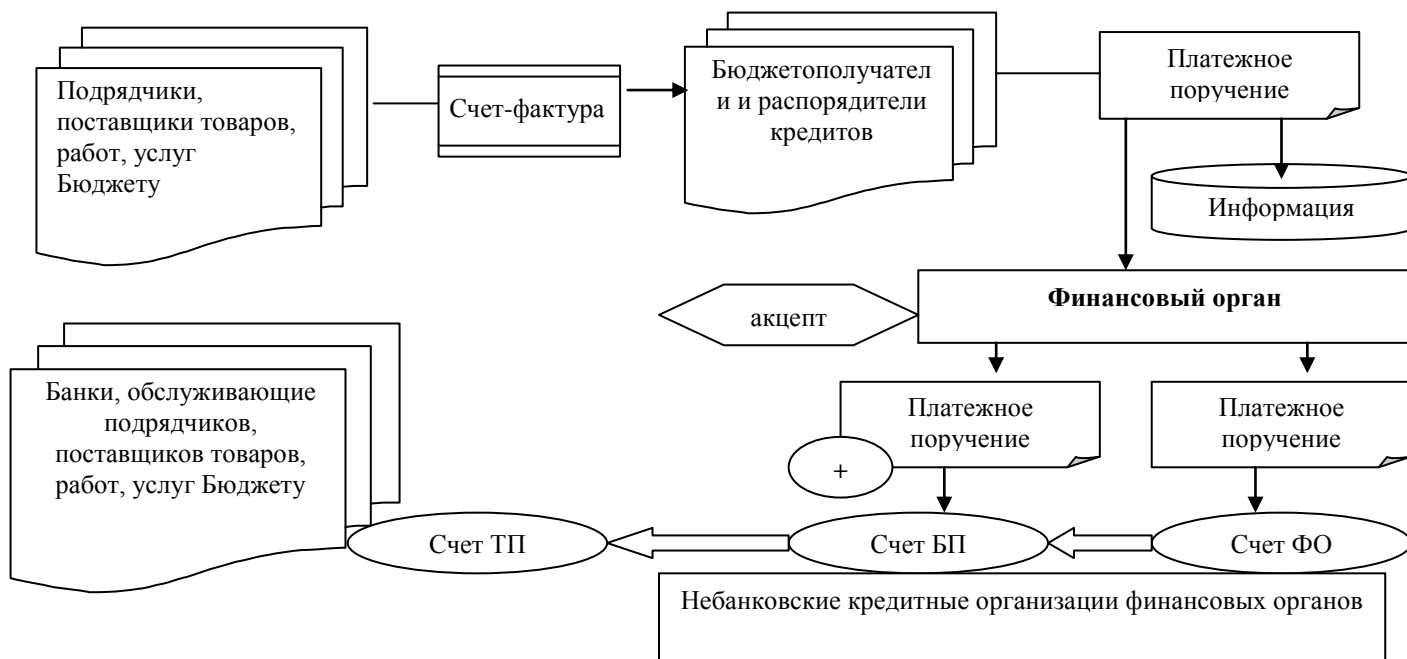 Подрядчики,
поставщики товаров,
работ, услуг
Бюджету
Счет-фактура
Бюджетополучател
и и распорядители
кредитов
Платежное
поручение
Информация
Финансовый орган
акцепт
Банки, обслуживающие
подрядчиков,
поставщиков товаров,
работ, услуг Бюджету
Платежное
поручение
+
Платежное
поручение
Счет ТП
Счет БП
Счет ФО
Небанковские кредитные организации финансовых органов